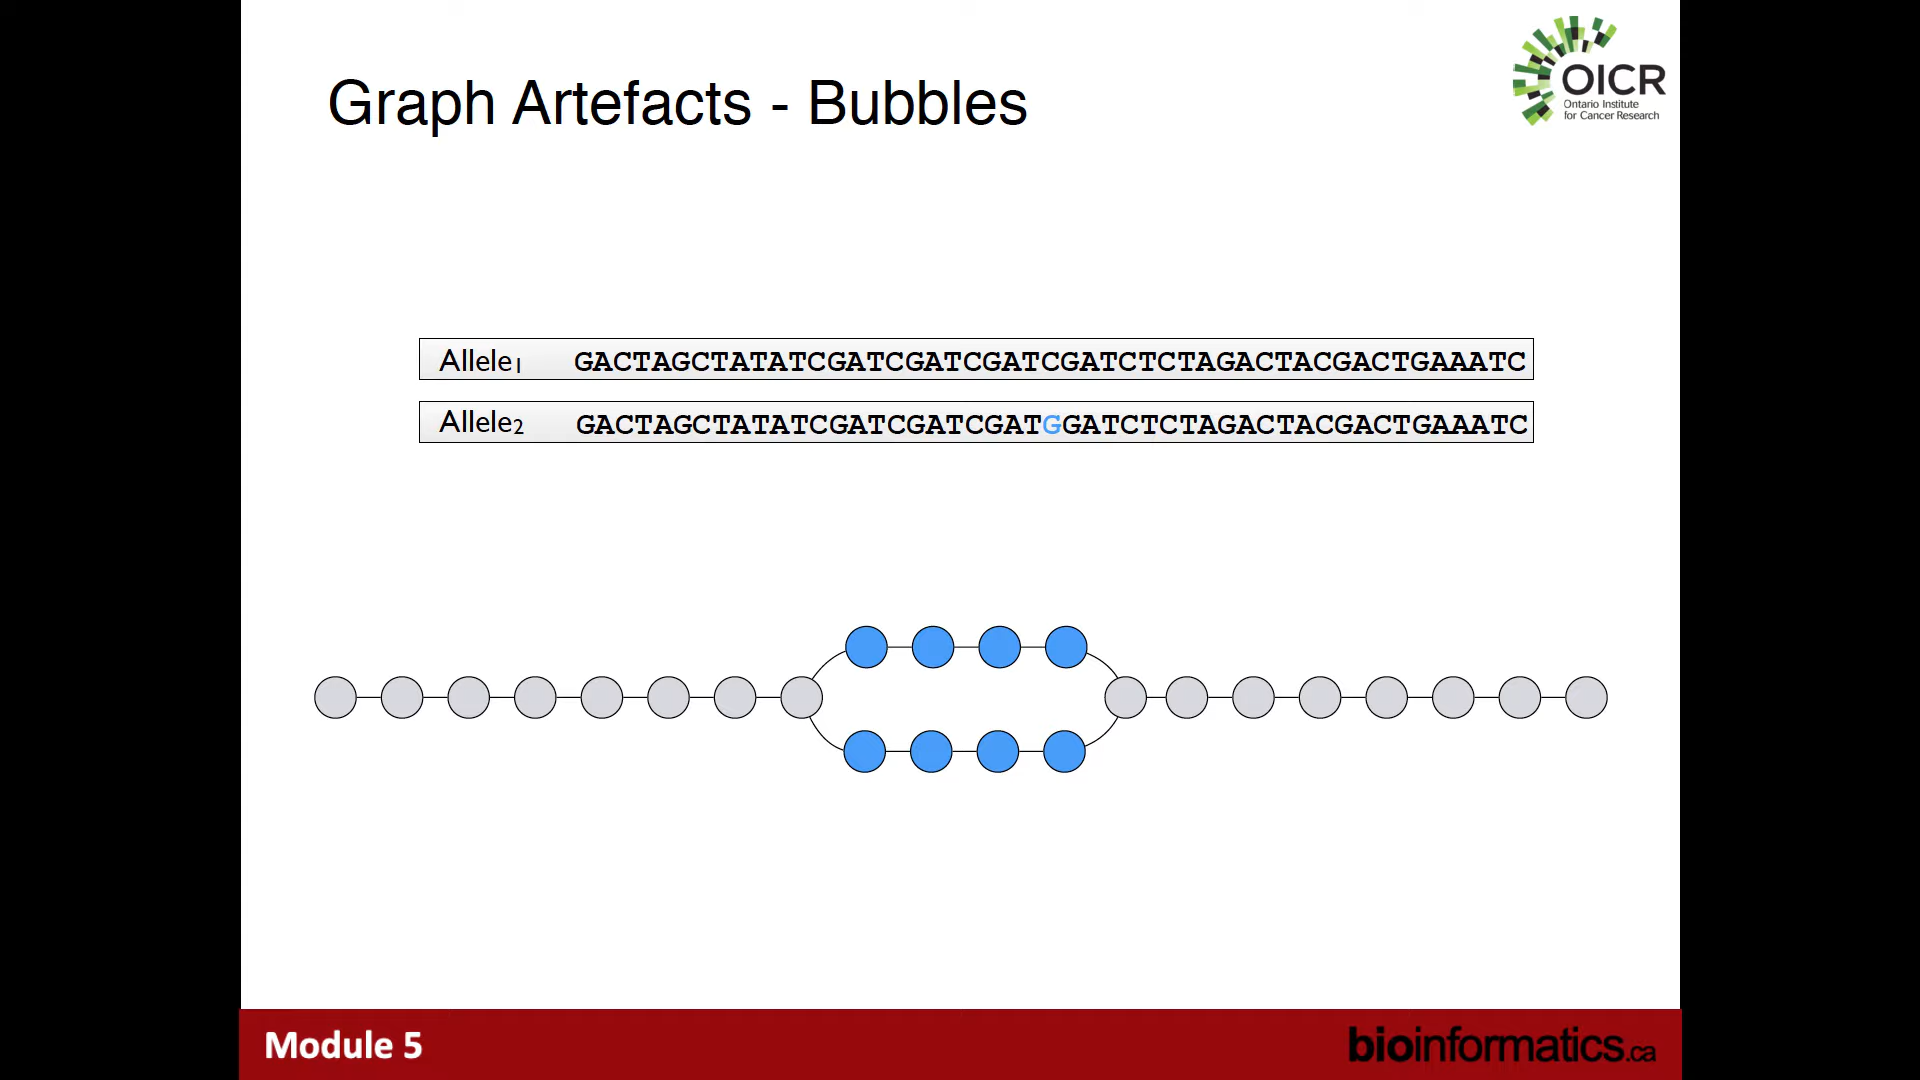 Graph Artefacts - Bubbles
OICR
Ontario Institute
for Cancer Research
Allele1 GACTAGCTATATCGATCGATCGATCGATCTCTAGACTACGACTGAAATC
Allele2 GACTAGCTATATCGATCGATCGATGGATCTCTAGACTACGACTGAAATC
Module 5
bioinformatics.ca